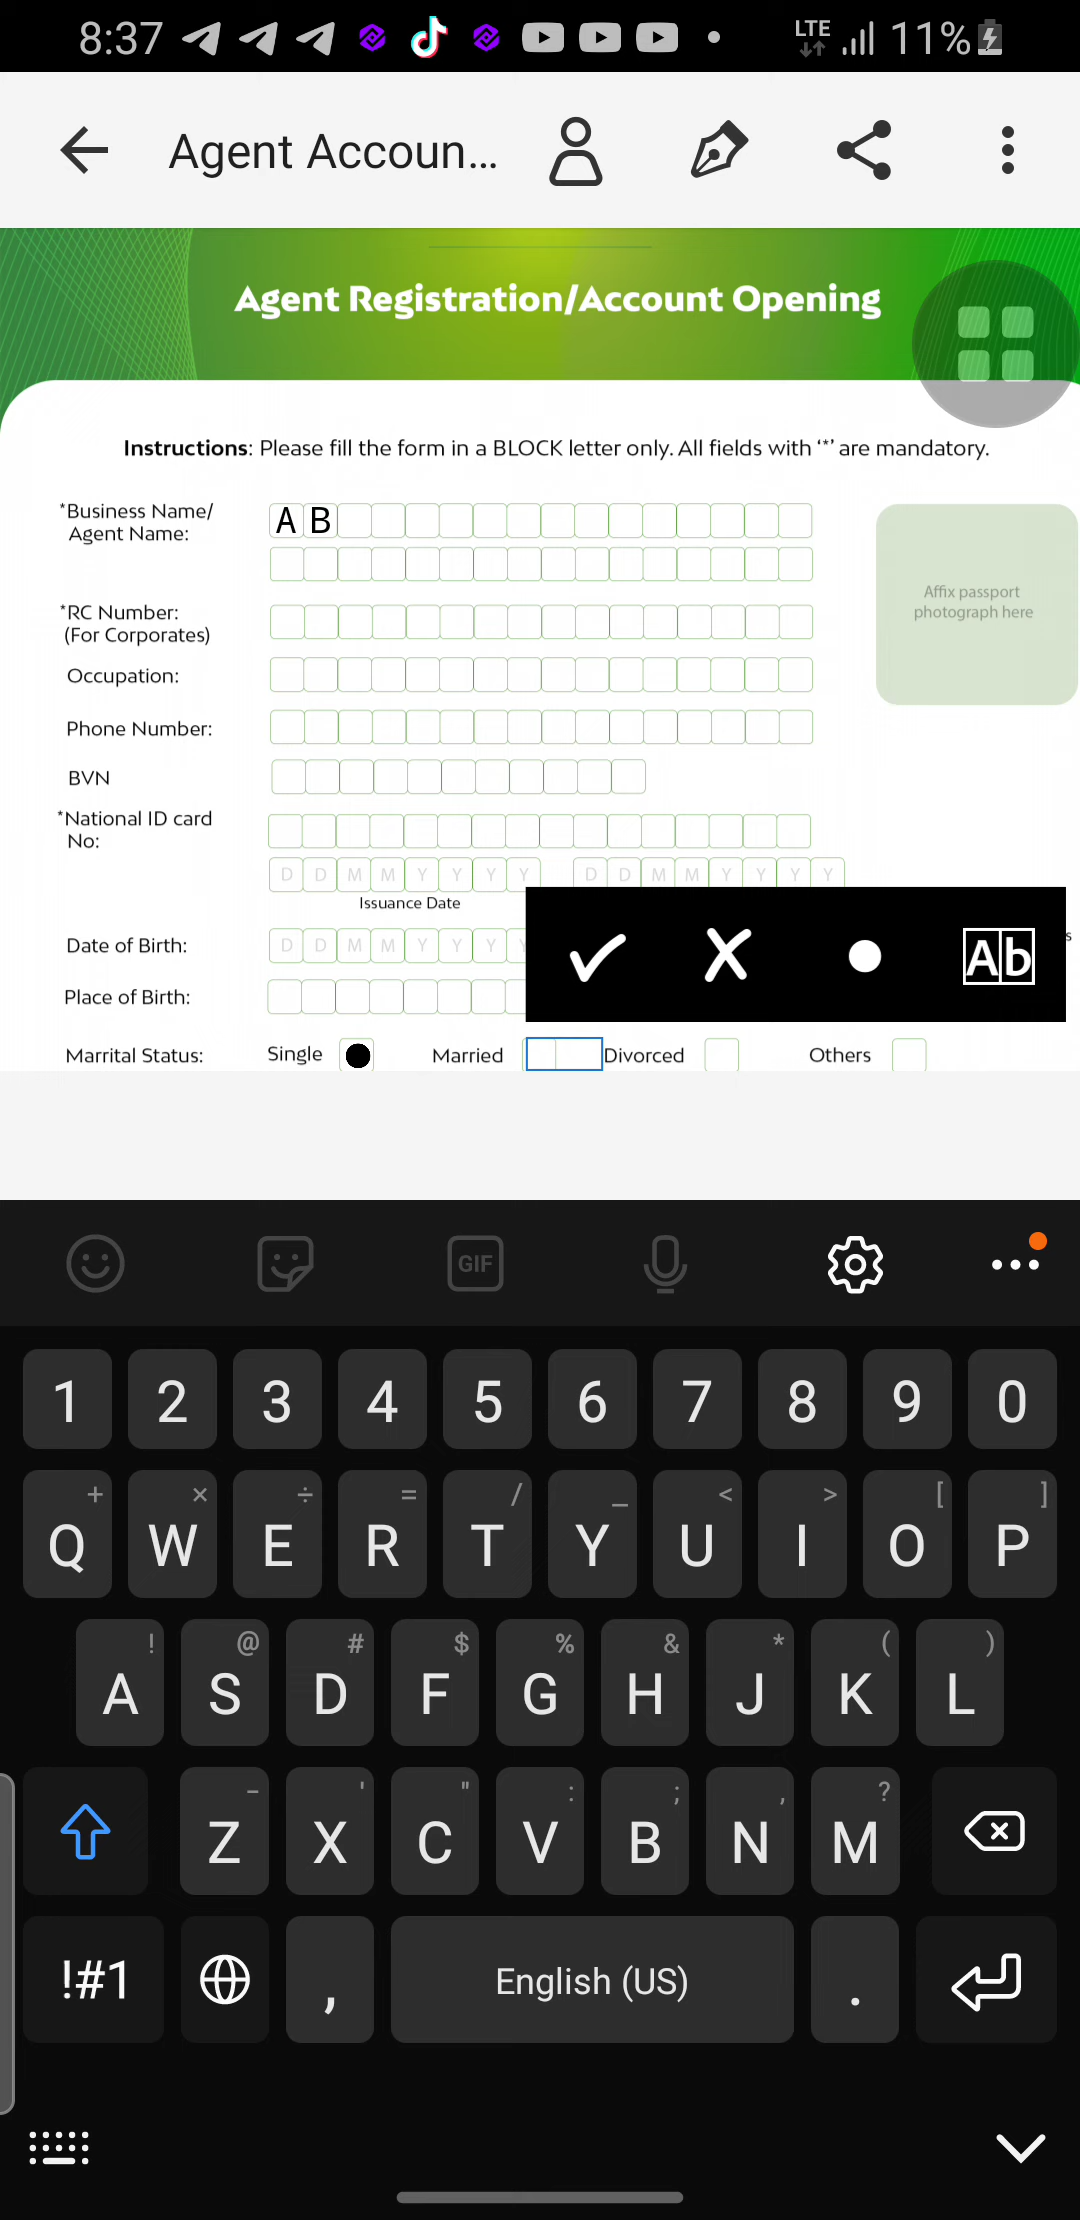 8:37 LTE 11%
Agent Accoun...
Agent Registration/Account Opening
Instructions: Please fill the form in a BLOCK letter only. All fields with ‘*’ are mandatory.
*Business Name/
Agent Name:
A B
Affix passport
photograph here
*RC Number:
(For Corporates)
Occupation:
Phone Number:
BVN
*National ID card
No:
D D M M Y Y Y Y D D M M Y Y Y Y
Issuance Date
Date of Birth: D D M M Y Y Y
Place of Birth:
Marrital Status: Single Married Divorced Others
Ab
GIF
1 2 3 4 5 6 7 8 9 0
+ × ÷ = / _ < > [ ]
Q W E R T Y U I O P
! @ # $ % & * ( )
A S D F G H J K L
- ' " : ; , ?
Z X C V B N M
!#1 , English (US) .